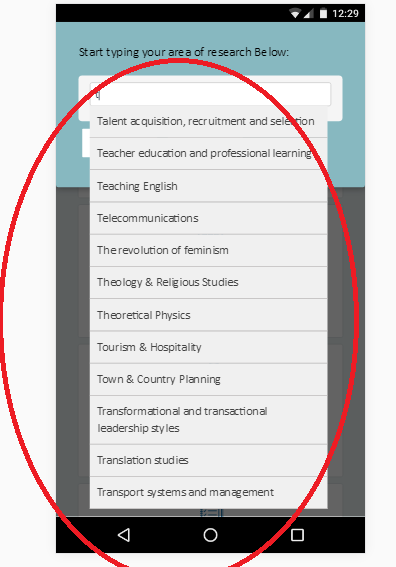 12:29
Start typing your area of research Below:
t
Talent acquisition, recruitment and selection
Teacher education and professional learning
Teaching English
Telecommunications
The revolution of feminism
Theology & Religious Studies
Theoretical Physics
Tourism & Hospitality
Town & Country Planning
Transformational and transactional
leadership styles
Translation studies
Transport systems and management